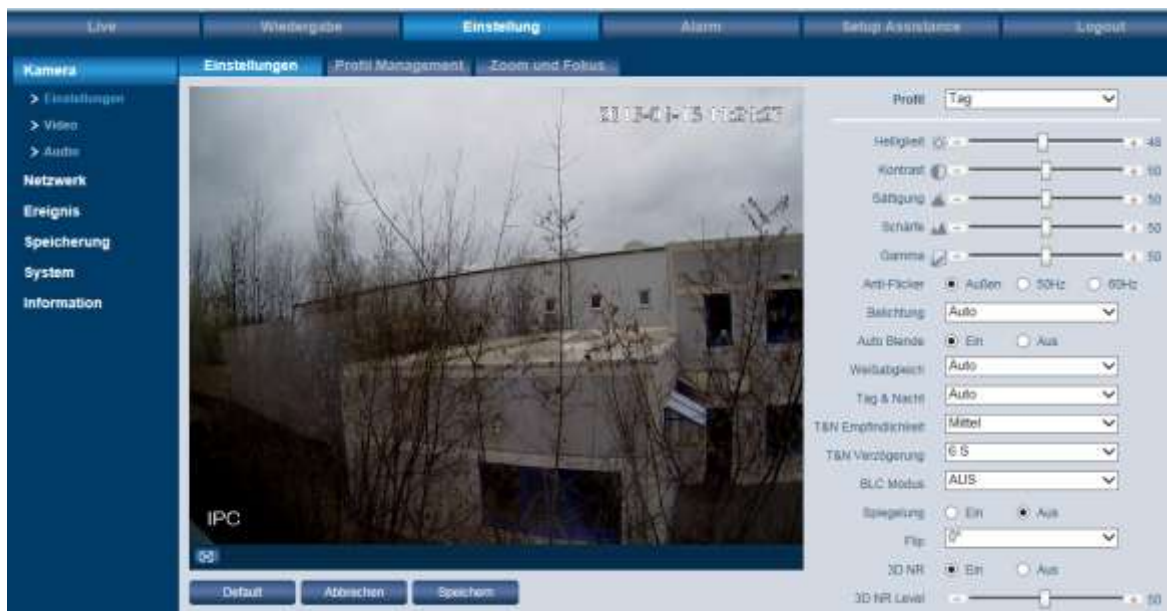 Live Wiedergabe Einstellung Alarm Setup Assistance Logout
Kamera
> Einstellungen
> Video
> Audio
Netzwerk
Ereignis
Speicherung
System
Information
Einstellungen Profil Management Zoom und Fokus
IPC
Default Abbrechen Speichern
Profil Tag
Helligkeit - +
Kontrast - + 50
Sättigung - + 50
Schärfe - + 50
Gamma - + 50
Anti-Flicker Außen 50Hz 60Hz
Belichtung Auto
Auto Blende Ein Aus
Weißabgleich Auto
Tag & Nacht Auto
T&N Empfindlichkeit Mittel
T&N Verzögerung 6 S
BLC Modus AUS
Spiegelung Ein Aus
Flip 0°
3D NR Ein Aus
3D NR Level - + 50